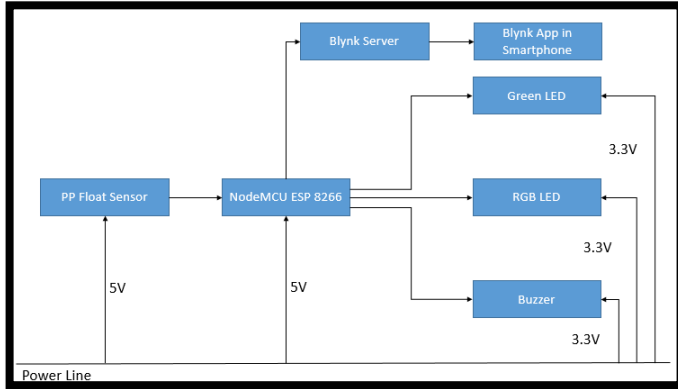 Blynk Server
Blynk App in
Smartphone
Green LED
3.3V
PP Float Sensor
NodeMCU ESP 8266
RGB LED
3.3V
5V
5V
Buzzer
3.3V
Power Line